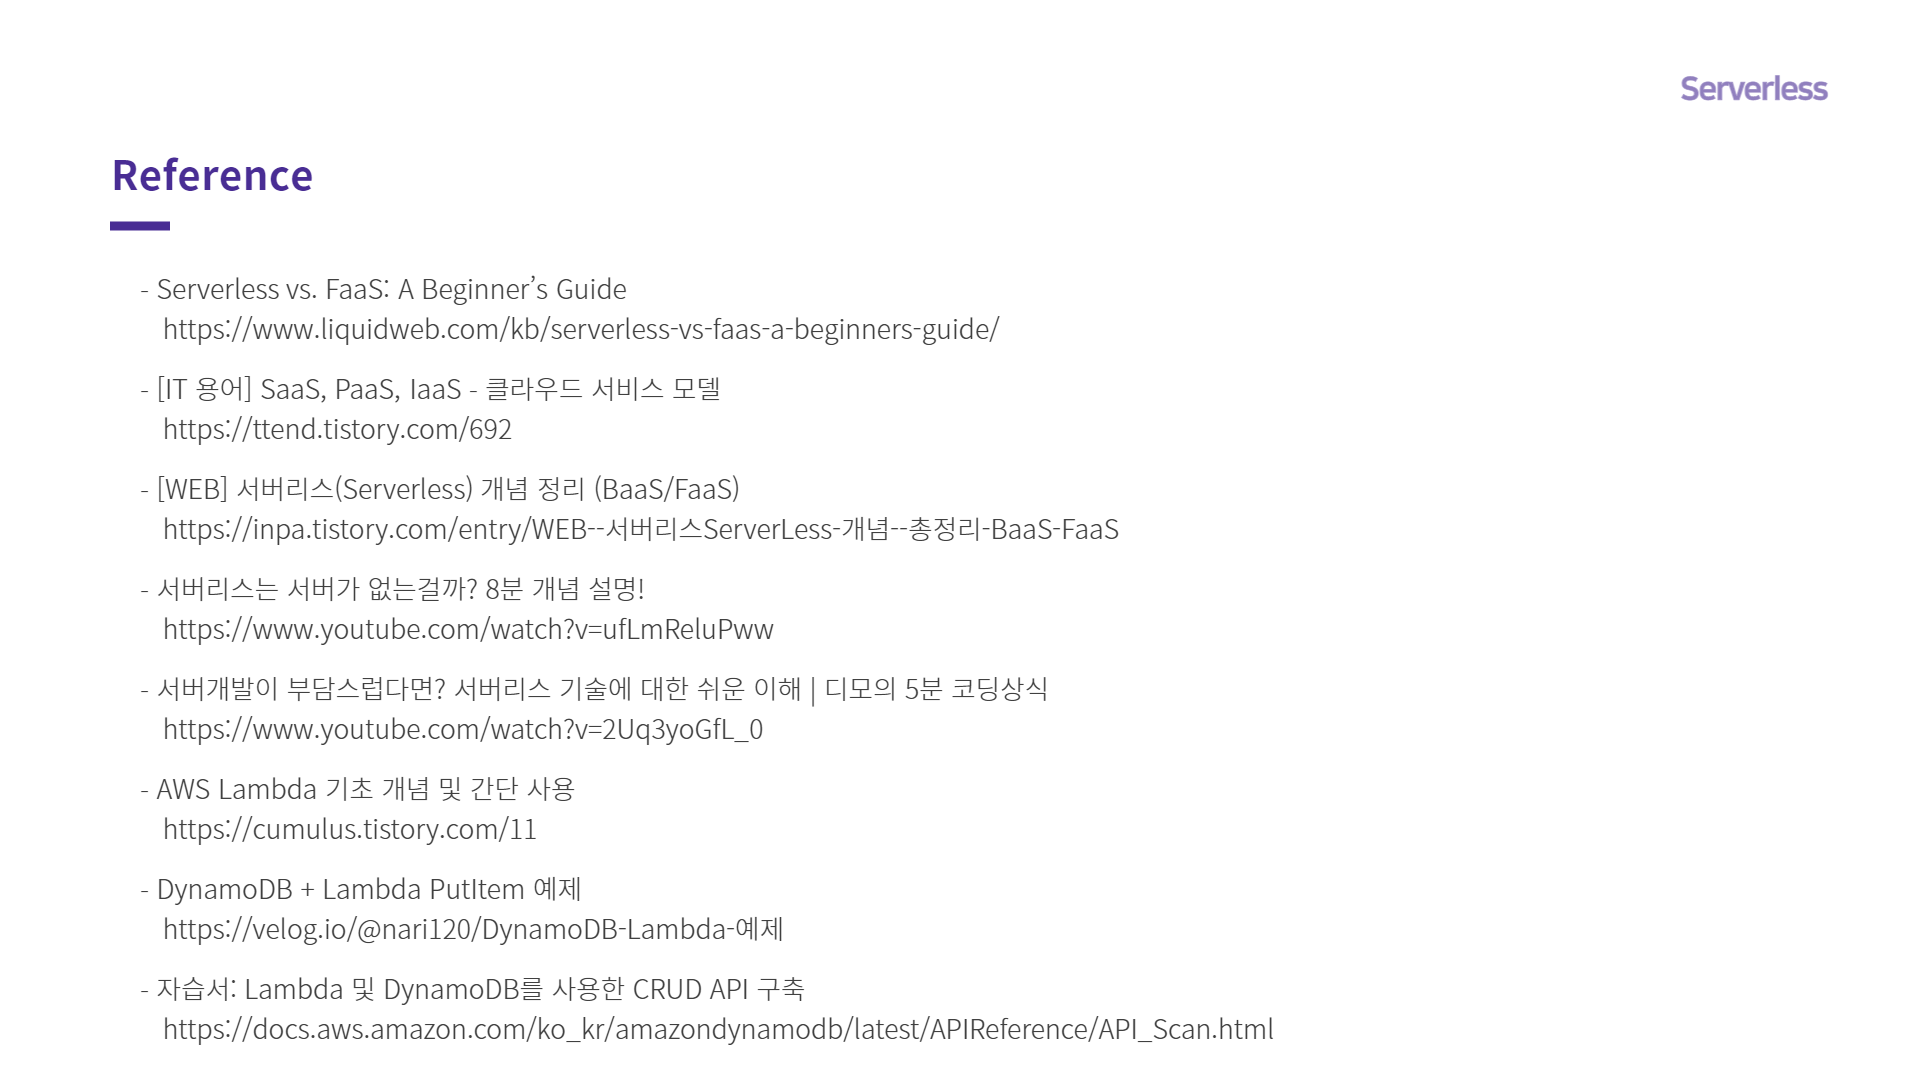 Serverless
Reference
- Serverless vs. FaaS: A Beginner’s Guide
https://www.liquidweb.com/kb/serverless-vs-faas-a-beginners-guide/
- [IT 용어] SaaS, PaaS, IaaS - 클라우드 서비스 모델
https://ttend.tistory.com/692
- [WEB] 서버리스(Serverless) 개념 정리 (BaaS/FaaS)
https://inpa.tistory.com/entry/WEB--서버리스ServerLess-개념--총정리-BaaS-FaaS
- 서버리스는 서버가 없는걸까? 8분 개념 설명!
https://www.youtube.com/watch?v=ufLmReluPww
- 서버개발이 부담스럽다면? 서버리스 기술에 대한 쉬운 이해 | 디모의 5분 코딩상식
https://www.youtube.com/watch?v=2Uq3yoGfL_0
- AWS Lambda 기초 개념 및 간단 사용
https://cumulus.tistory.com/11
- DynamoDB + Lambda PutItem 예제
https://velog.io/@nari120/DynamoDB-Lambda-예제
- 자습서: Lambda 및 DynamoDB를 사용한 CRUD API 구축
https://docs.aws.amazon.com/ko_kr/amazondynamodb/latest/APIReference/API_Scan.html